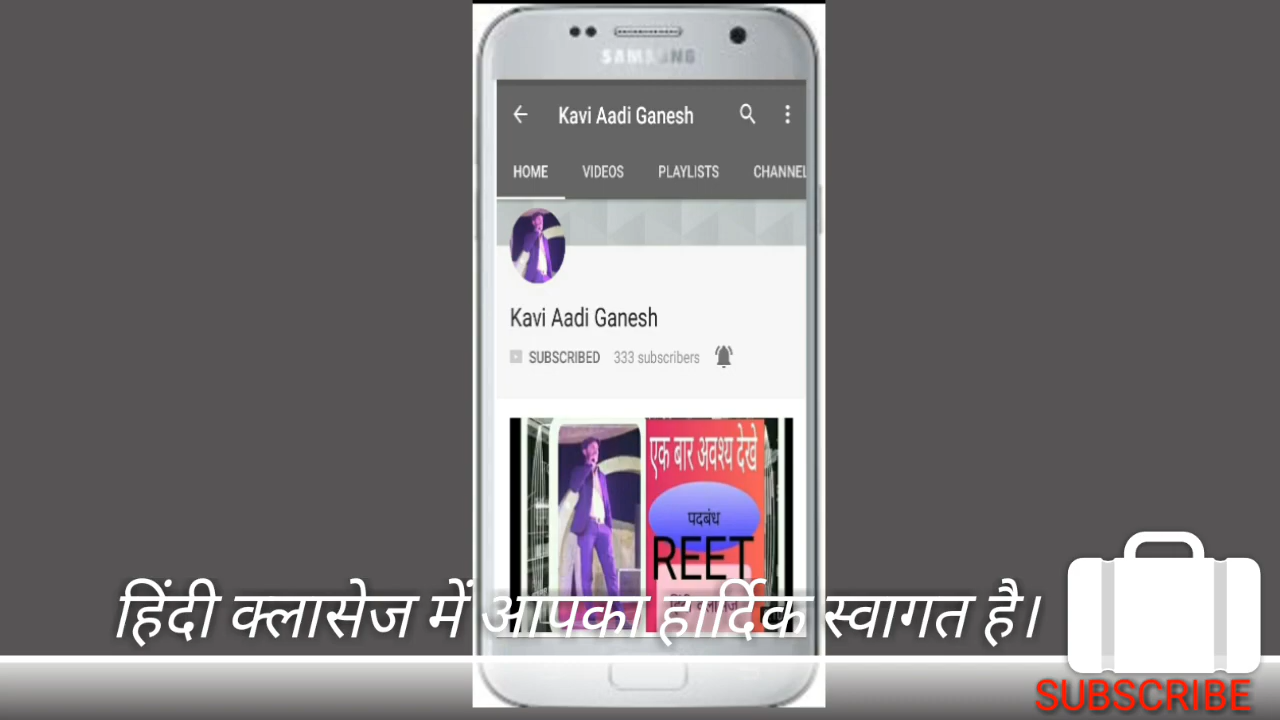 SAMSUNG
Kavi Aadi Ganesh
HOME VIDEOS PLAYLISTS CHANNEL
Kavi Aadi Ganesh
SUBSCRIBED 333 subscribers
एक बार अवश्य देखे
पदबंध
REET
हिंदी क्लासेज
हिंदी क्लासेज में आपका हार्दिक स्वागत है।
SUBSCRIBE